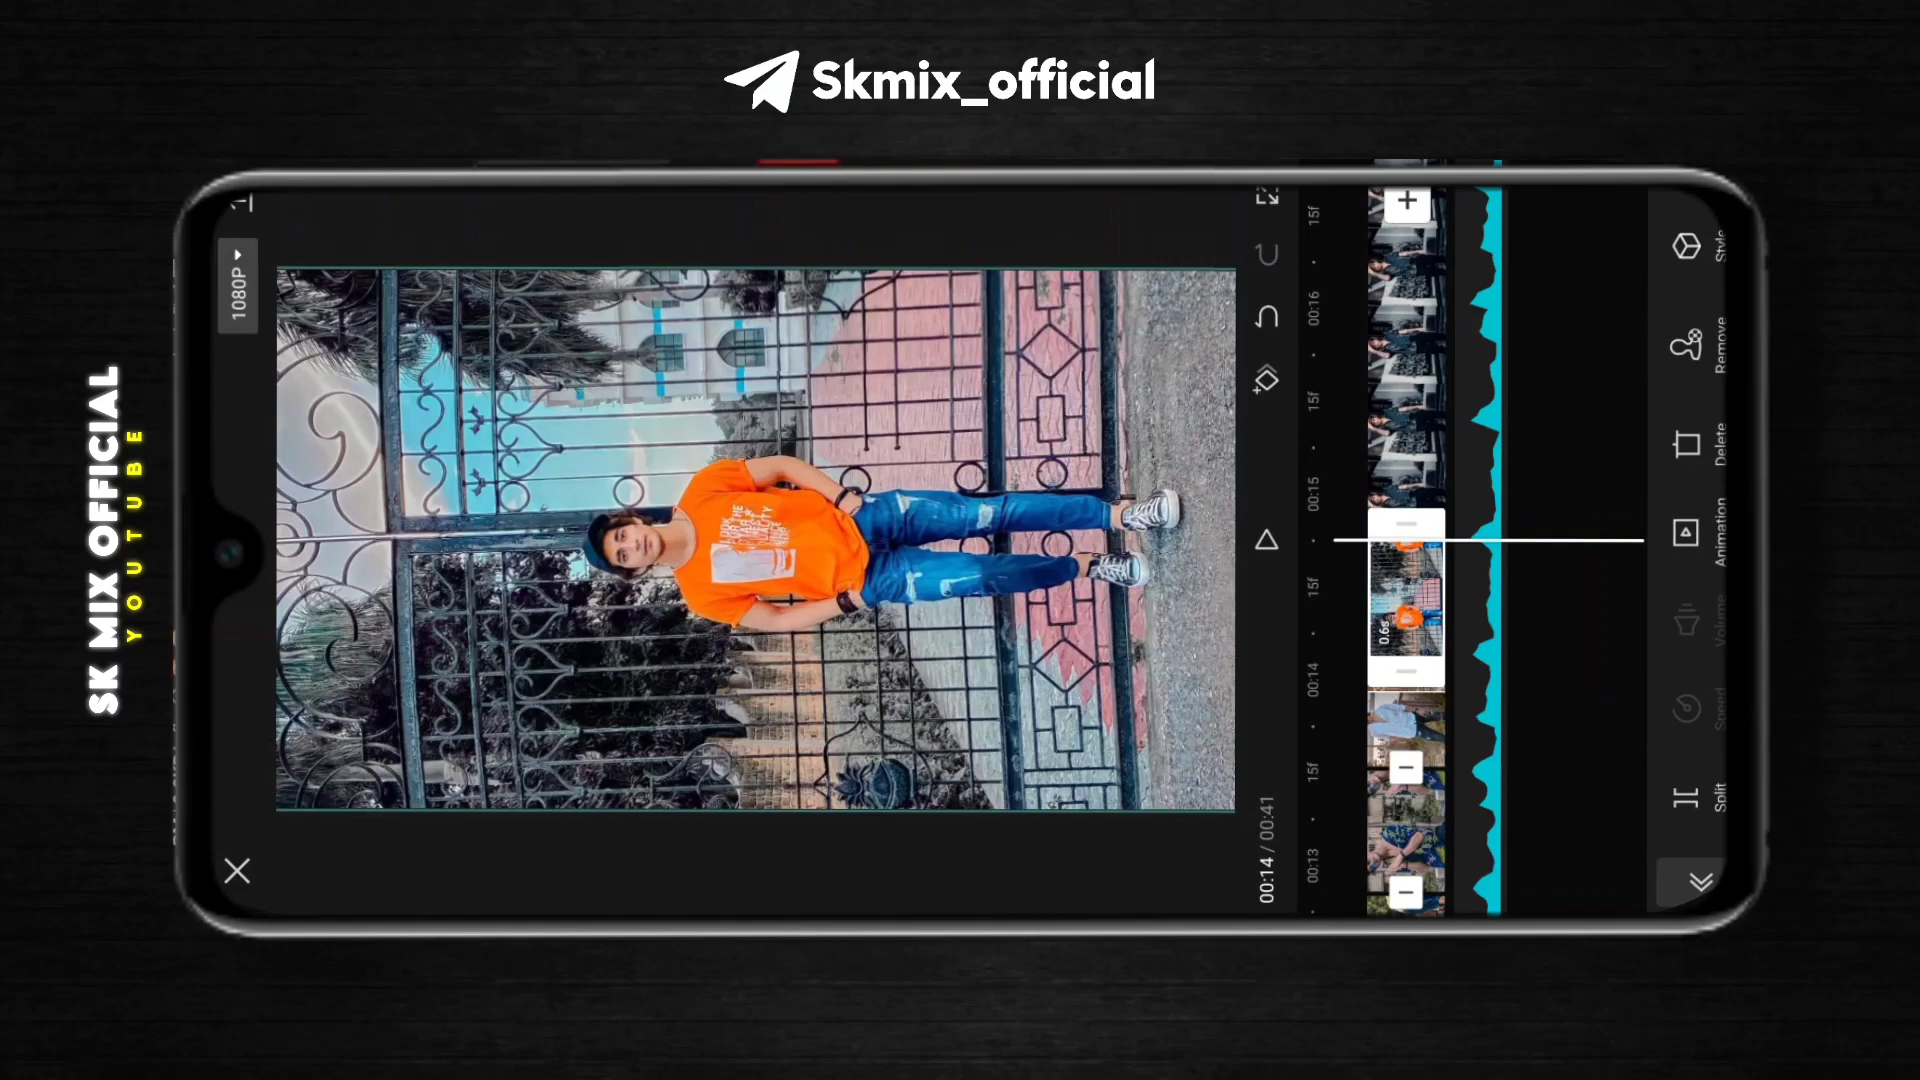 Skmix_official
SK MIX OFFICIAL
YOUTUBE
1080P
00:14 / 00:41
00:13
15f
00:14
15f
00:15
15f
00:16
15f
0.6s
Split
Speed
Volume
Animation
Delete
Remove
Style